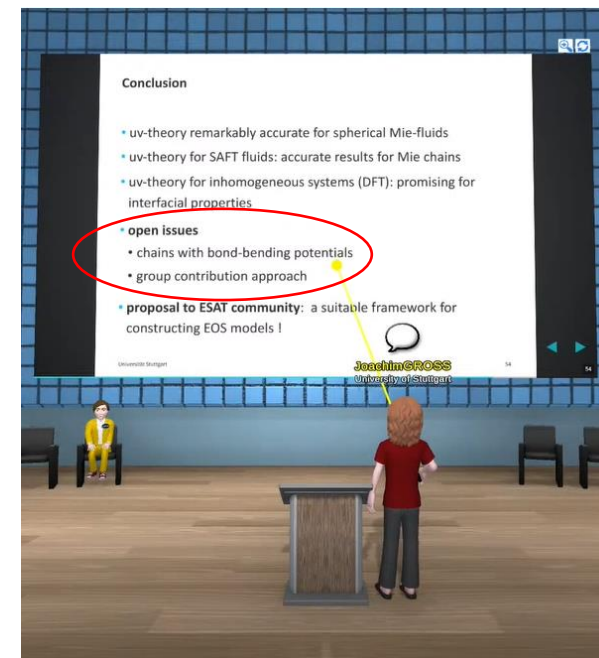 Conclusion
• uv-theory remarkably accurate for spherical Mie-fluids
• uv-theory for SAFT fluids: accurate results for Mie chains
• uv-theory for inhomogeneous systems (DFT): promising for
interfacial properties
• open issues
• chains with bond-bending potentials
• group contribution approach
• proposal to ESAT community: a suitable framework for
constructing EOS models !
Universität Stuttgart
54
54
JoachimGROSS
University of Stuttgart